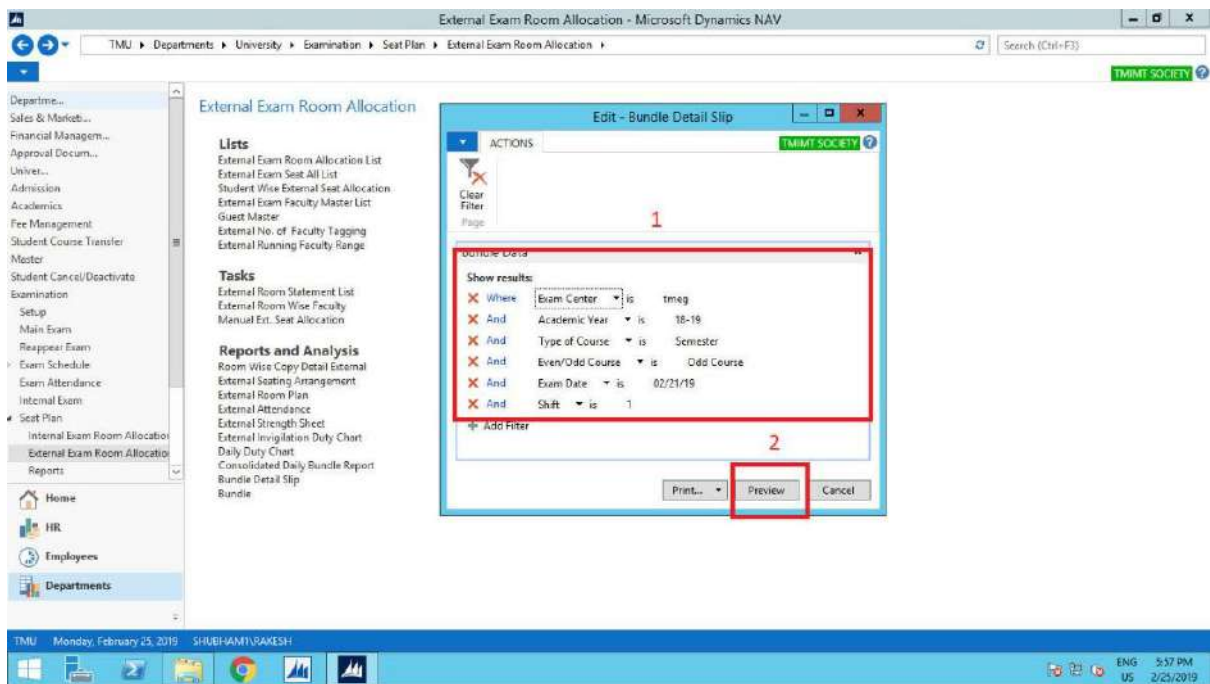 External Exam Room Allocation - Microsoft Dynamics NAV
TMU ▸ Departments ▸ University ▸ Examination ▸ Seat Plan ▸ External Exam Room Allocation ▸
Search (Ctrl+F3)
TMIMT SOCIETY
Departme...
Sales & Marketi...
Financial Managem...
Approval Docum...
Univer...
Admission
Academics
Fee Management
Student Course Transfer
Master
Student Cancel/Deactivate
Examination
Setup
Main Exam
Reappear Exam
Exam Schedule
Exam Attendance
Internal Exam
Seat Plan
Internal Exam Room Allocatio
External Exam Room Allocatio
Reports
Home
HR
Employees
Departments
External Exam Room Allocation
Lists
External Exam Room Allocation List
External Exam Seat All List
Student Wise External Seat Allocation
External Exam Faculty Master List
Guest Master
External No. of Faculty Tagging
External Running Faculty Range
Tasks
External Room Statement List
External Room Wise Faculty
Manual Ext. Seat Allocation
Reports and Analysis
Room Wise Copy Detail External
External Seating Arrangement
External Room Plan
External Attendance
External Strength Sheet
External Invigilation Duty Chart
Daily Duty Chart
Consolidated Daily Bundle Report
Bundle Detail Slip
Bundle
Edit - Bundle Detail Slip
ACTIONS
TMIMT SOCIETY
Clear
Filter
Page
1
Bundle Data
Show results:
Where Exam Center is tmeg
And Academic Year is 18-19
And Type of Course is Semester
And Even/Odd Course is Odd Course
And Exam Date is 02/21/19
And Shift is 1
Add Filter
2
Print... Preview Cancel
TMU Monday, February 25, 2019 SHUBHAM1\RAKESH
ENG 5:57 PM
US 2/25/2019